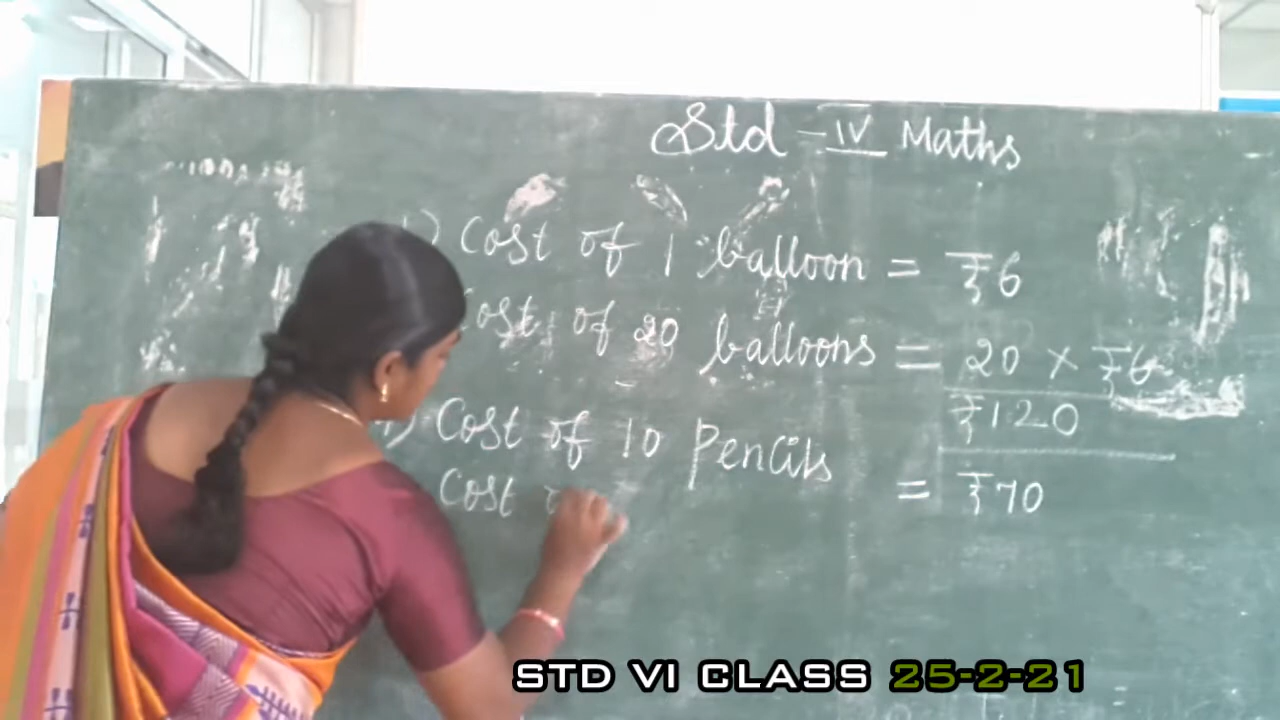 Std - IV Maths
1) Cost of 1 balloon = ₹6
Cost of 20 balloons = 20 × ₹6
₹120
Cost of 10 Pencils
= ₹70
Cost
STD VI CLASS 25-2-21